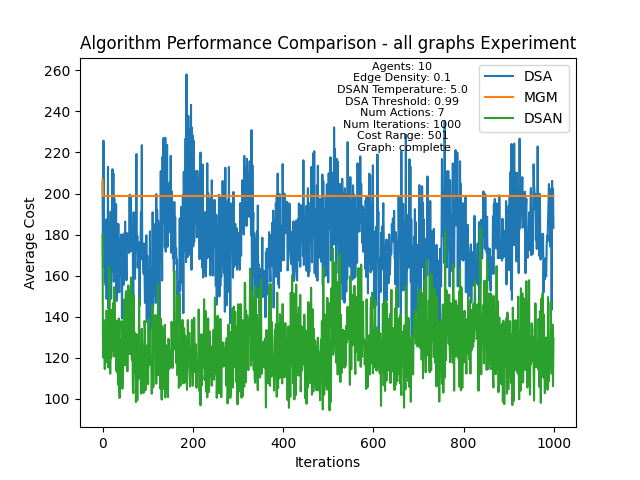 Algorithm Performance Comparison - all graphs Experiment
Agents: 10
Edge Density: 0.1
DSAN Temperature: 5.0
DSA Threshold: 0.99
Num Actions: 7
Num Iterations: 1000
Cost Range: 501
Graph: complete
DSA
MGM
DSAN
Average Cost
260
240
220
200
180
160
140
120
100
0 200 400 600 800 1000
Iterations